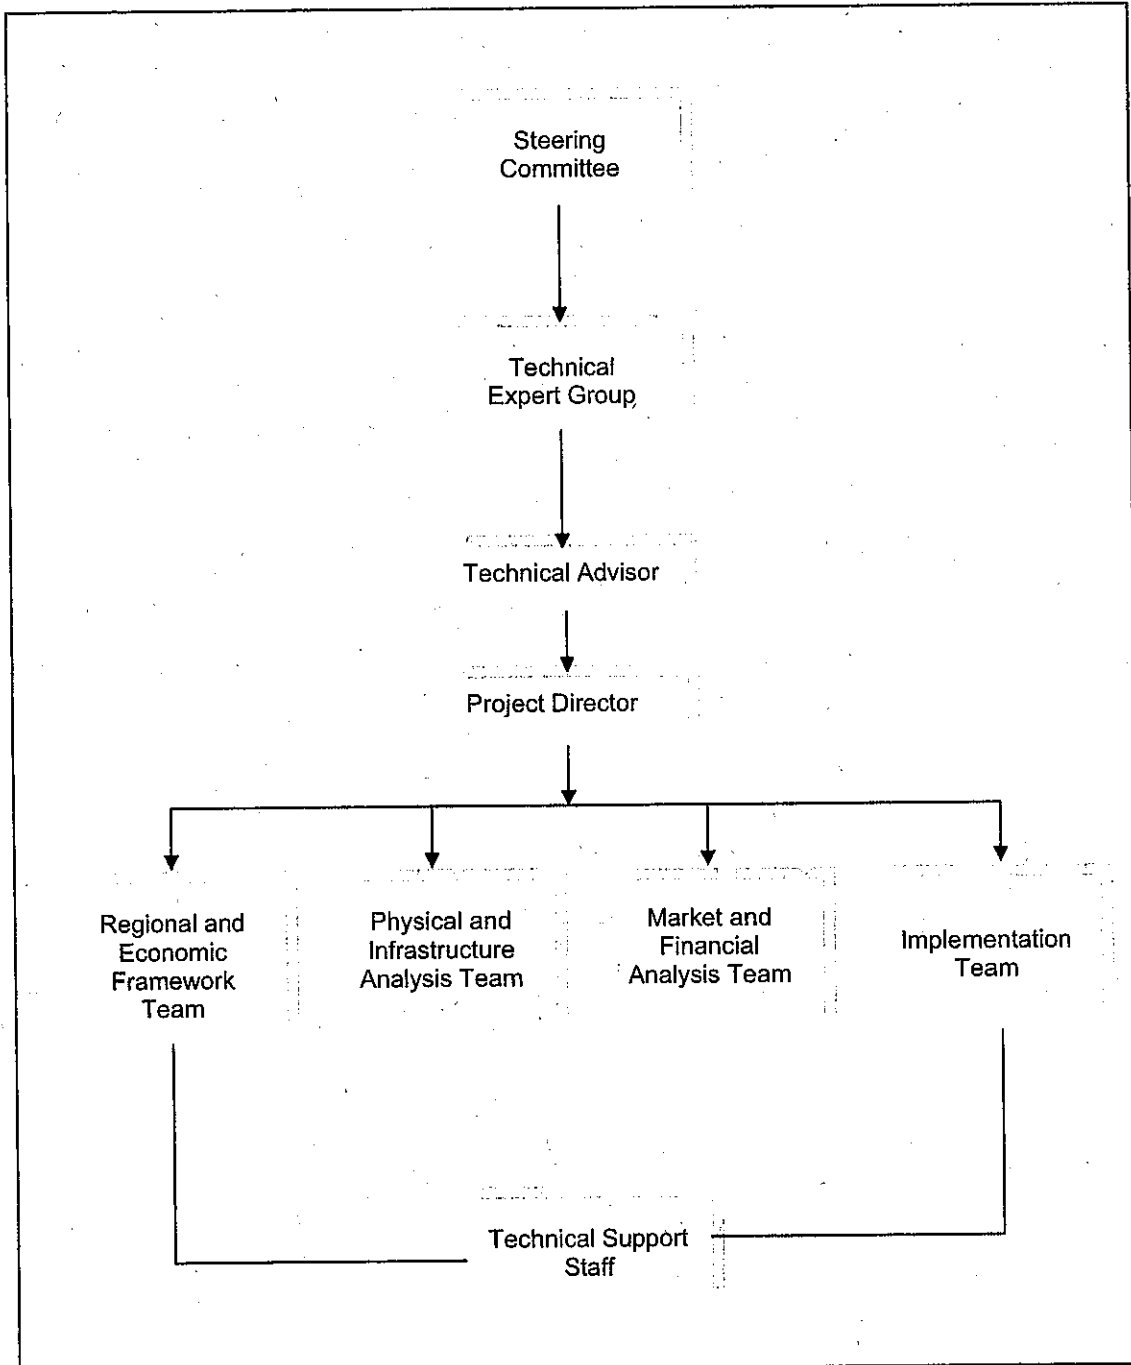 Steering
Committee
Technical
Expert Group
Technical Advisor
Project Director
Regional and
Economic
Framework
Team
Physical and
Infrastructure
Analysis Team
Market and
Financial
Analysis Team
Implementation
Team
Technical Support
Staff